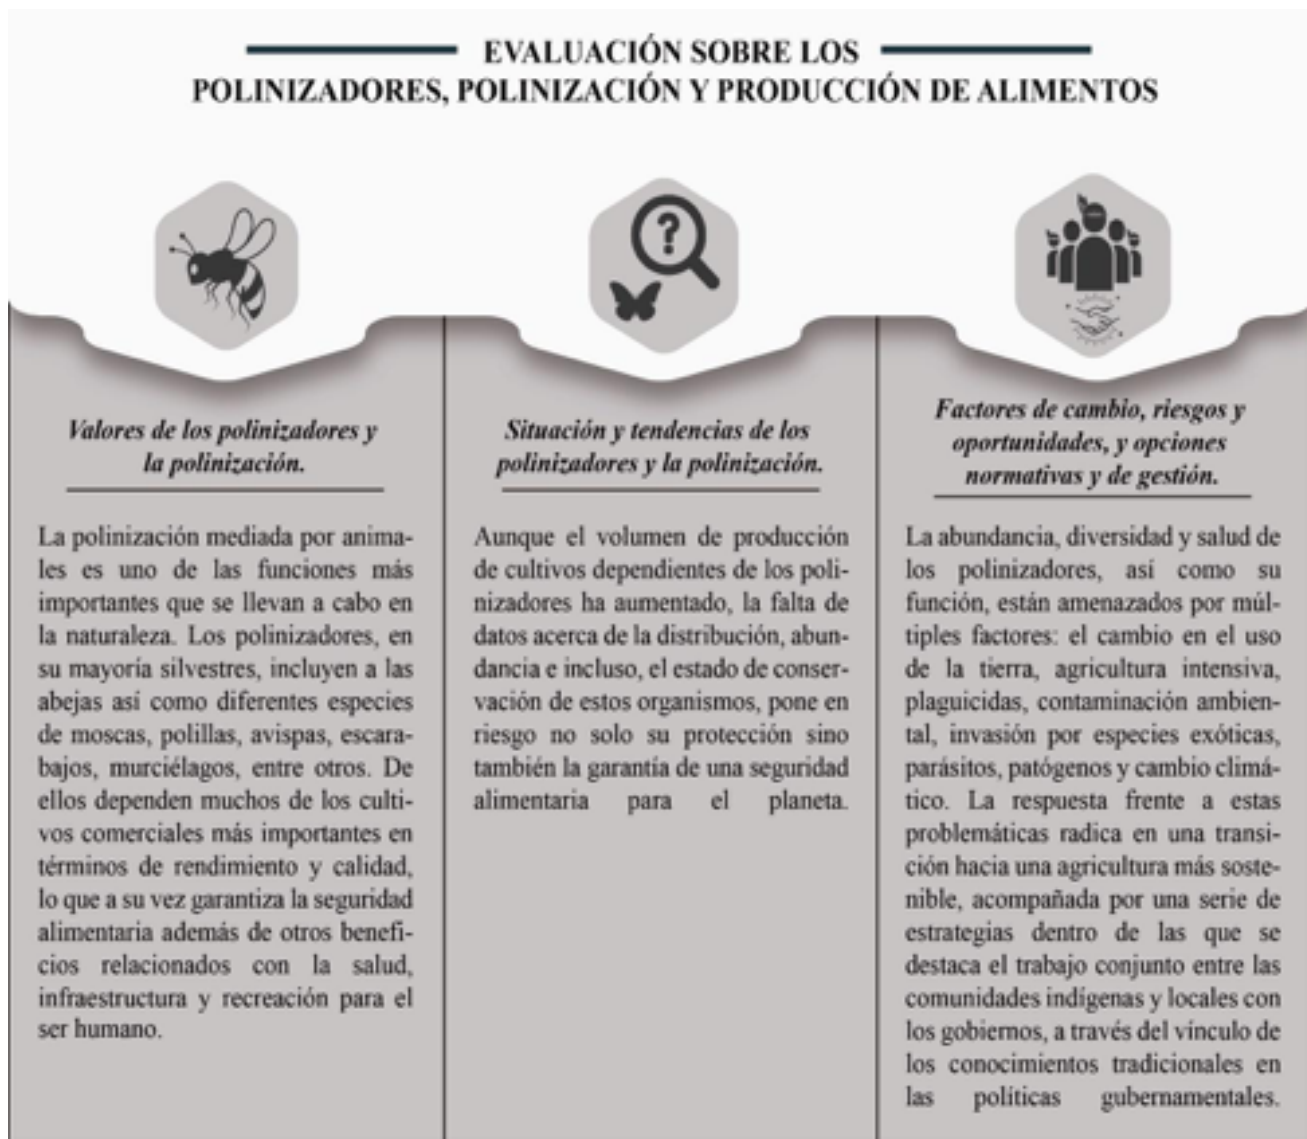 EVALUACIÓN SOBRE LOS
POLINIZADORES, POLINIZACIÓN Y PRODUCCIÓN DE ALIMENTOS
?
Valores de los polinizadores y
la polinización.
La polinización mediada por anima-
les es uno de las funciones más
importantes que se llevan a cabo en
la naturaleza. Los polinizadores, en
su mayoría silvestres, incluyen a las
abejas así como diferentes especies
de moscas, polillas, avispas, escara-
bajos, murciélagos, entre otros. De
ellos dependen muchos de los culti-
vos comerciales más importantes en
términos de rendimiento y calidad,
lo que a su vez garantiza la seguridad
alimentaria además de otros benefi-
cios relacionados con la salud,
infraestructura y recreación para el
ser humano.
Situación y tendencias de los
polinizadores y la polinización.
Aunque el volumen de producción
de cultivos dependientes de los poli-
nizadores ha aumentado, la falta de
datos acerca de la distribución, abun-
dancia e incluso, el estado de conser-
vación de estos organismos, pone en
riesgo no solo su protección sino
también la garantía de una seguridad
alimentaria para el planeta.
Factores de cambio, riesgos y
oportunidades, y opciones
normativas y de gestión.
La abundancia, diversidad y salud de
los polinizadores, así como su
función, están amenazados por múl-
tiples factores: el cambio en el uso
de la tierra, agricultura intensiva,
plaguicidas, contaminación ambien-
tal, invasión por especies exóticas,
parásitos, patógenos y cambio climá-
tico. La respuesta frente a estas
problemáticas radica en una transi-
ción hacia una agricultura más soste-
nible, acompañada por una serie de
estrategias dentro de las que se
destaca el trabajo conjunto entre las
comunidades indígenas y locales con
los gobiernos, a través del vínculo de
los conocimientos tradicionales en
las políticas gubernamentales.